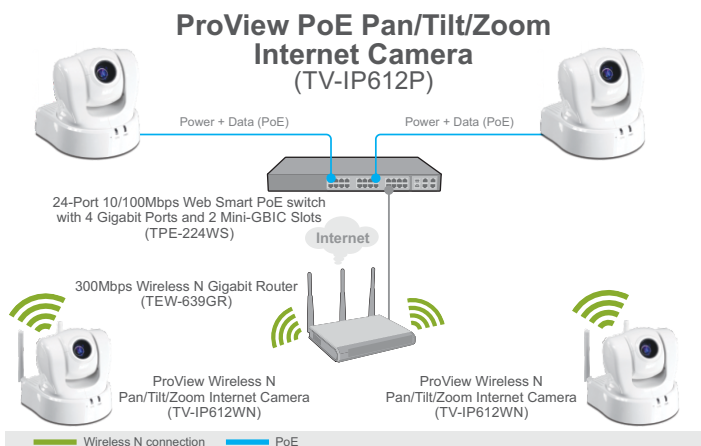 ProView PoE Pan/Tilt/Zoom
Internet Camera
(TV-IP612P)
Power + Data (PoE)
Power + Data (PoE)
24-Port 10/100Mbps Web Smart PoE switch
with 4 Gigabit Ports and 2 Mini-GBIC Slots
(TPE-224WS)
Internet
300Mbps Wireless N Gigabit Router
(TEW-639GR)
ProView Wireless N
Pan/Tilt/Zoom Internet Camera
(TV-IP612WN)
ProView Wireless N
Pan/Tilt/Zoom Internet Camera
(TV-IP612WN)
Wireless N connection
PoE